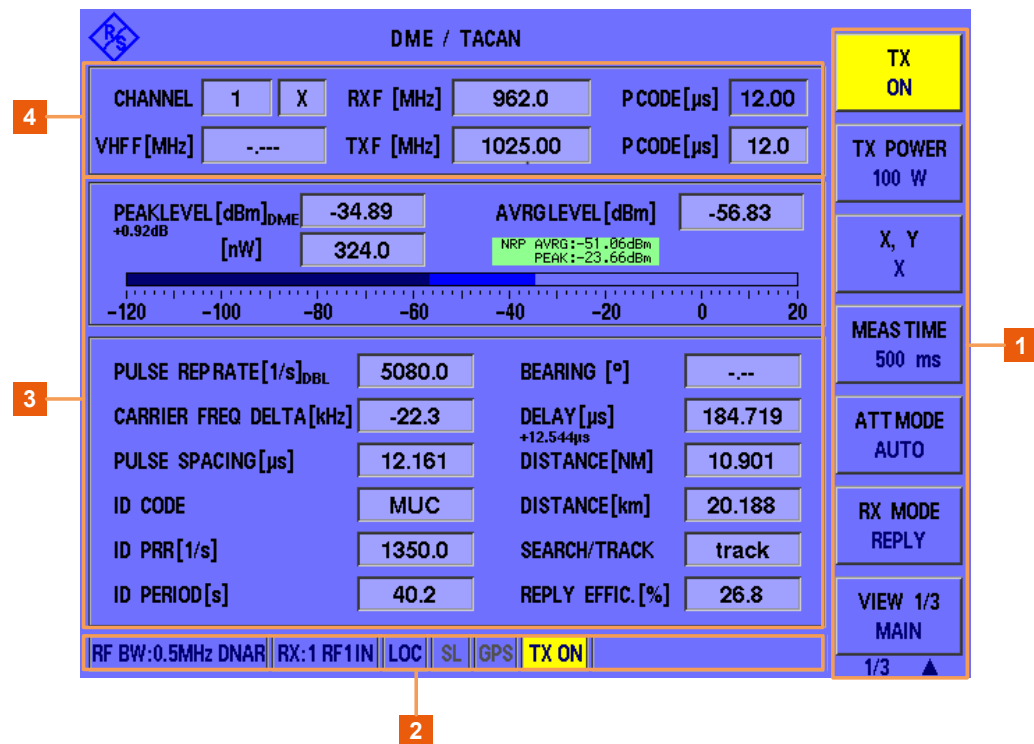 R/S
DME / TACAN
CHANNEL 1 X RXF [MHz] 962.0 P CODE[µs] 12.00
VHF F[MHz] -.--- TXF [MHz] 1025.00 P CODE[µs] 12.0
4
PEAKLEVEL[dBm]DME -34.89 AVRG LEVEL[dBm] -56.83
+0.92dB
[nW] 324.0 NRP AVRG:-51.06dBm
PEAK:-23.66dBm
-120 -100 -80 -60 -40 -20 0 20
PULSE REP RATE[1/s]DBL 5080.0 BEARING [°] -.--
3
CARRIER FREQ DELTA[kHz] -22.3 DELAY[µs] 184.719
+12.544µs
PULSE SPACING[µs] 12.161 DISTANCE[NM] 10.901
ID CODE MUC DISTANCE[km] 20.188
ID PRR[1/s] 1350.0 SEARCH/TRACK track
ID PERIOD[s] 40.2 REPLY EFFIC.[%] 26.8
RF BW:0.5MHz DNAR RX:1 RF1IN LOC SL GPS TX ON
2
TX
ON
TX POWER
100 W
X, Y
X
MEAS TIME
500 ms
1
ATT MODE
AUTO
RX MODE
REPLY
VIEW 1/3
MAIN
1/3 ▲